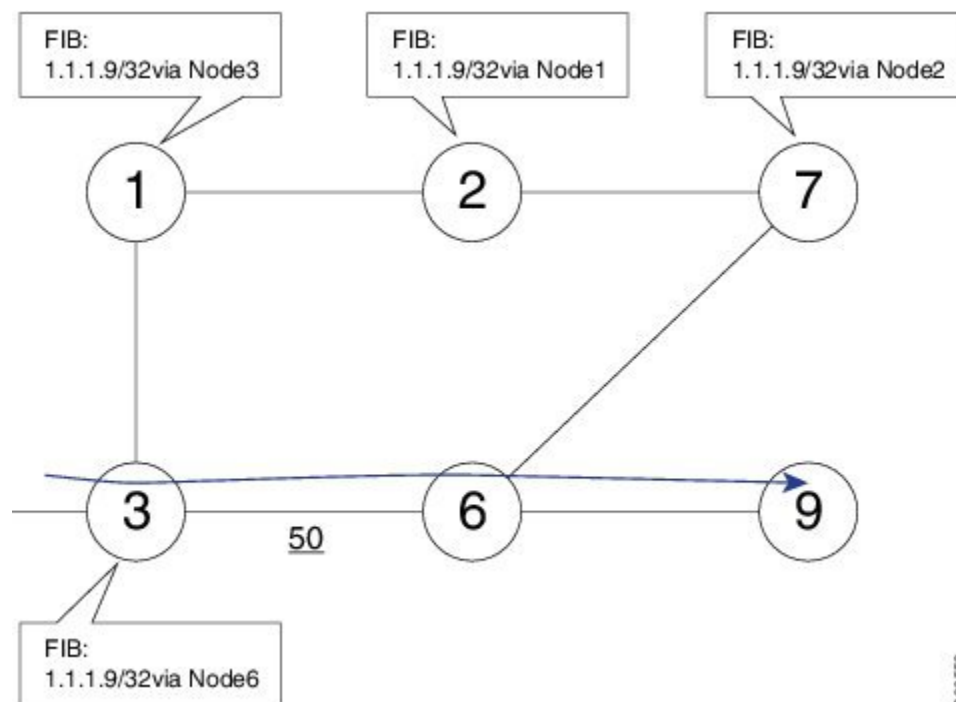 FIB:
1.1.1.9/32via Node3
FIB:
1.1.1.9/32via Node1
FIB:
1.1.1.9/32via Node2
1
2
7
3
6
9
50
FIB:
1.1.1.9/32via Node6